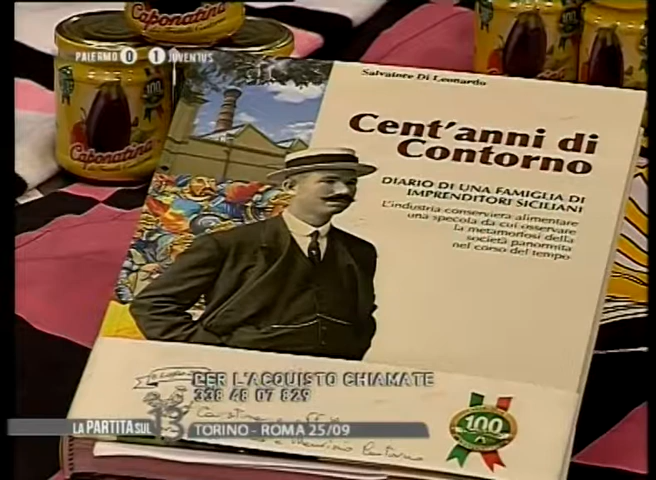 Caponatina
PALERMO 0 1 JUVENTUS
Caponatina
100
Salvatore Di Leonardo
Cent'anni di
Contorno
DIARIO DI UNA FAMIGLIA DI
IMPRENDITORI SICILIANI
L'industria conserviera alimentare
una specola da cui osservare
la metamorfosi della
società panormita
nel corso del tempo
PER L'ACQUISTO CHIAMATE
338 48 07 829
LA PARTITA SUL 13
TORINO - ROMA 25/09
100